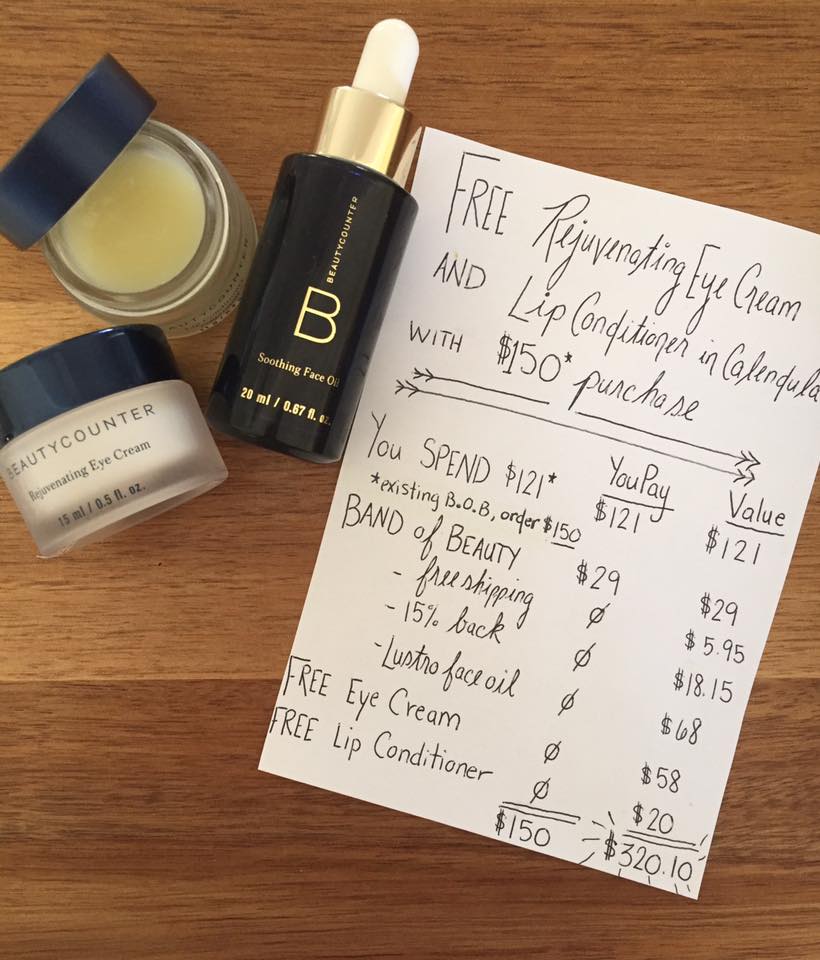 BEAUTYCOUNTER
B
Soothing Face Oil
20 ml / 0.67 fl. oz.
BEAUTYCOUNTER
Rejuvenating Eye Cream
15 ml / 0.5 fl. oz.
FREE Rejuvenating Eye Cream
AND Lip Conditioner in Calendula
WITH $150* purchase
You Pay Value
You SPEND $121* $121 $121
*existing B.O.B, order $150
BAND of BEAUTY $29 $29
- free shipping ∅ $5.95
- 15% back ∅ $18.15
- Lustro face oil ∅ $68
FREE Eye Cream ∅ $58
FREE Lip Conditioner ∅ $20
$150 $320.10